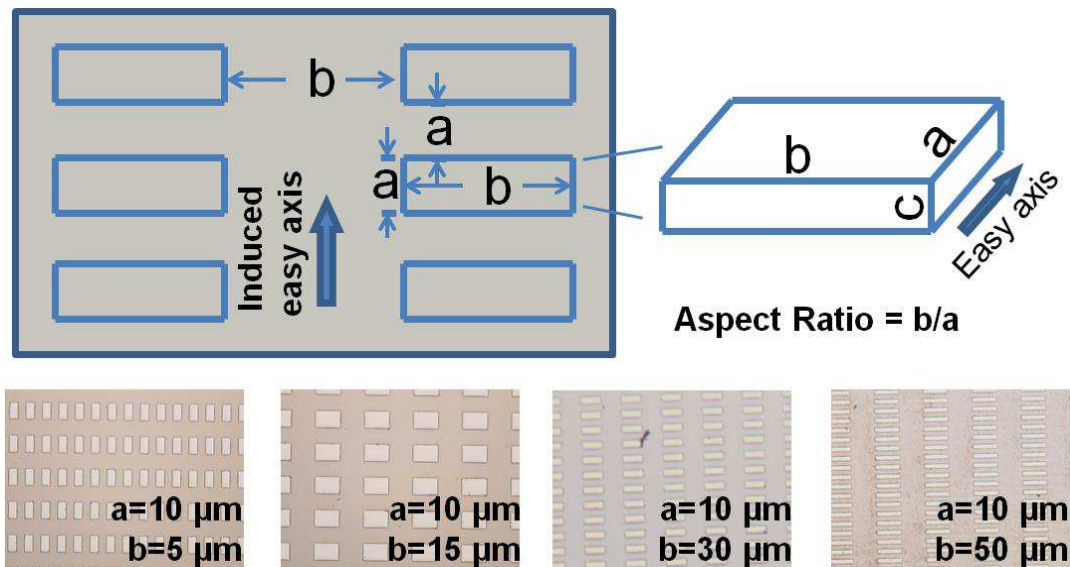 b
a
a
b
Induced
easy axis
b
a
c
Easy axis
Aspect Ratio = b/a
a=10 µm
b=5 µm
a=10 µm
b=15 µm
a=10 µm
b=30 µm
a=10 µm
b=50 µm